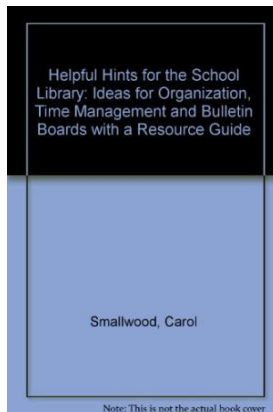 Helpful Hints for the School
Library: Ideas for Organization,
Time Management and Bulletin
Boards with a Resource Guide
Smallwood, Carol
Note: This is not the actual book cover